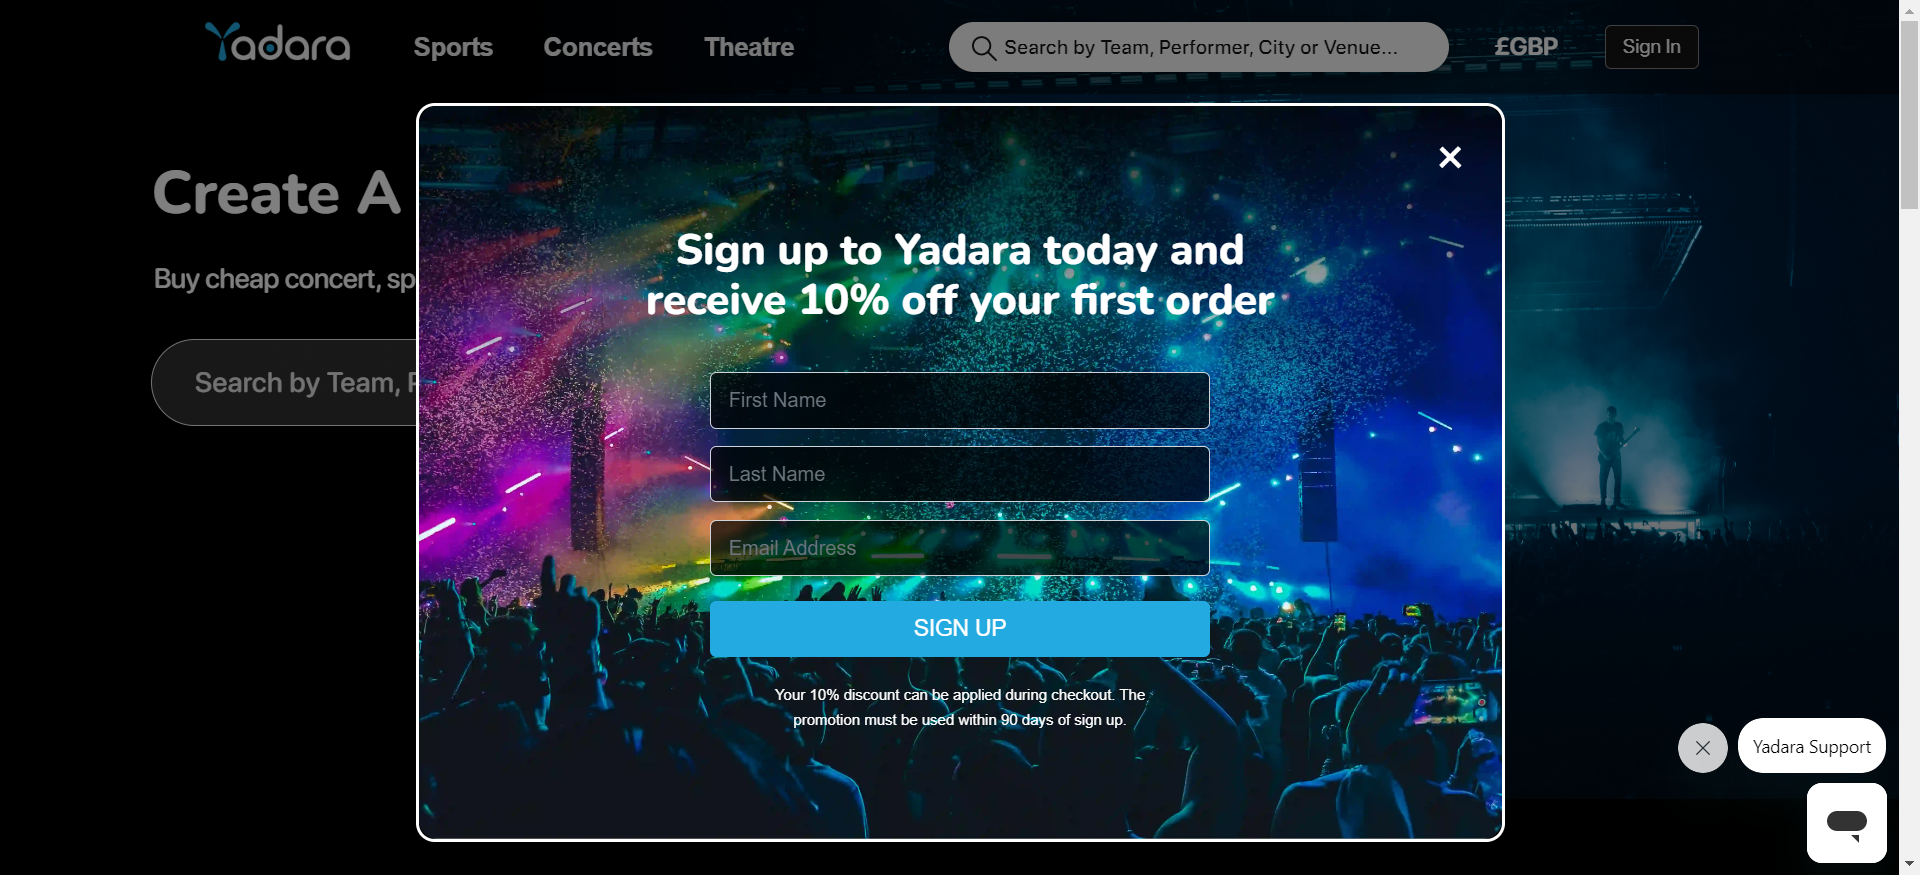 Yadara
Sports
Concerts
Theatre
Search by Team, Performer, City or Venue...
£GBP
Sign In
Create A
Buy cheap concert, sp
Search by Team, P
Sign up to Yadara today and
receive 10% off your first order
First Name
Last Name
Email Address
SIGN UP
Your 10% discount can be applied during checkout. The
promotion must be used within 90 days of sign up.
Yadara Support